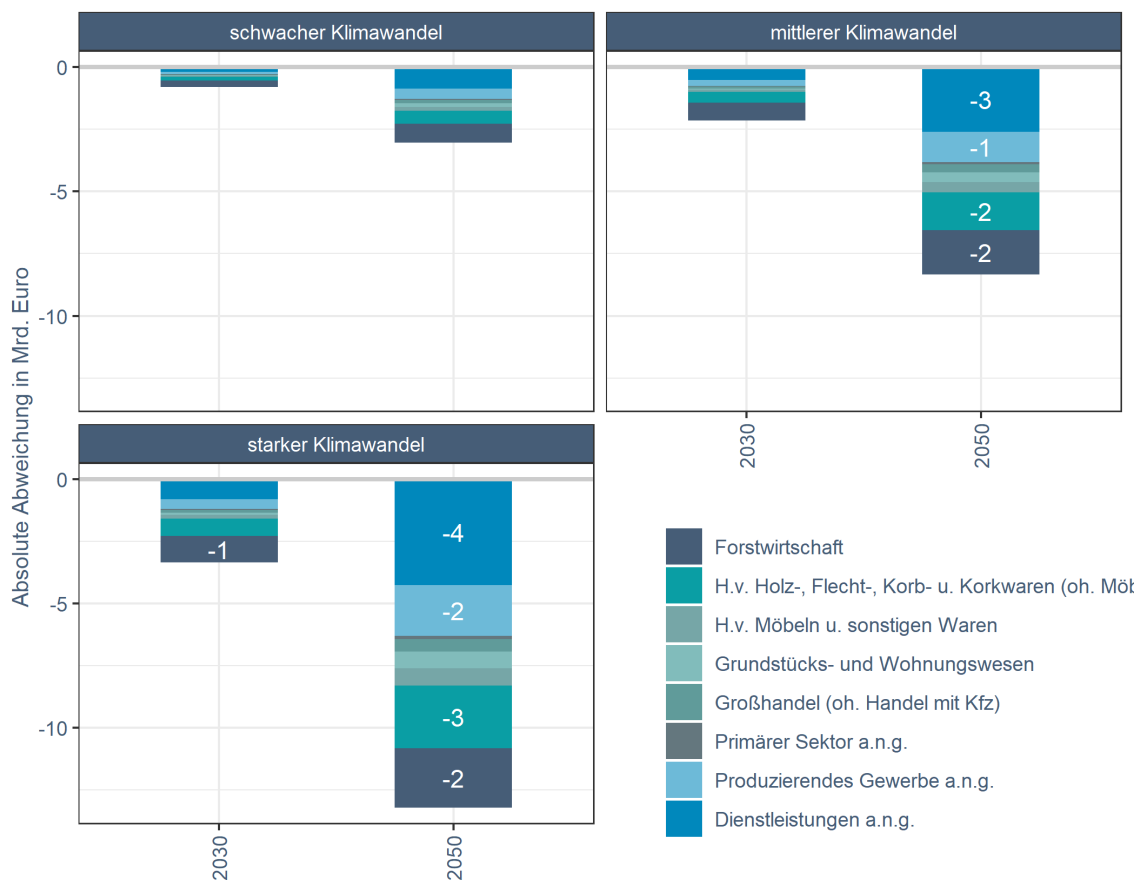 schwacher Klimawandel
mittlerer Klimawandel
0
-5
-10
-3
-1
-2
-2
2030
2050
starker Klimawandel
0
-5
-10
-1
-4
-2
-3
-2
2030
2050
Absolute Abweichung in Mrd. Euro
Forstwirtschaft
H.v. Holz-, Flecht-, Korb- u. Korkwaren (oh. Möb
H.v. Möbeln u. sonstigen Waren
Grundstücks- und Wohnungswesen
Großhandel (oh. Handel mit Kfz)
Primärer Sektor a.n.g.
Produzierendes Gewerbe a.n.g.
Dienstleistungen a.n.g.